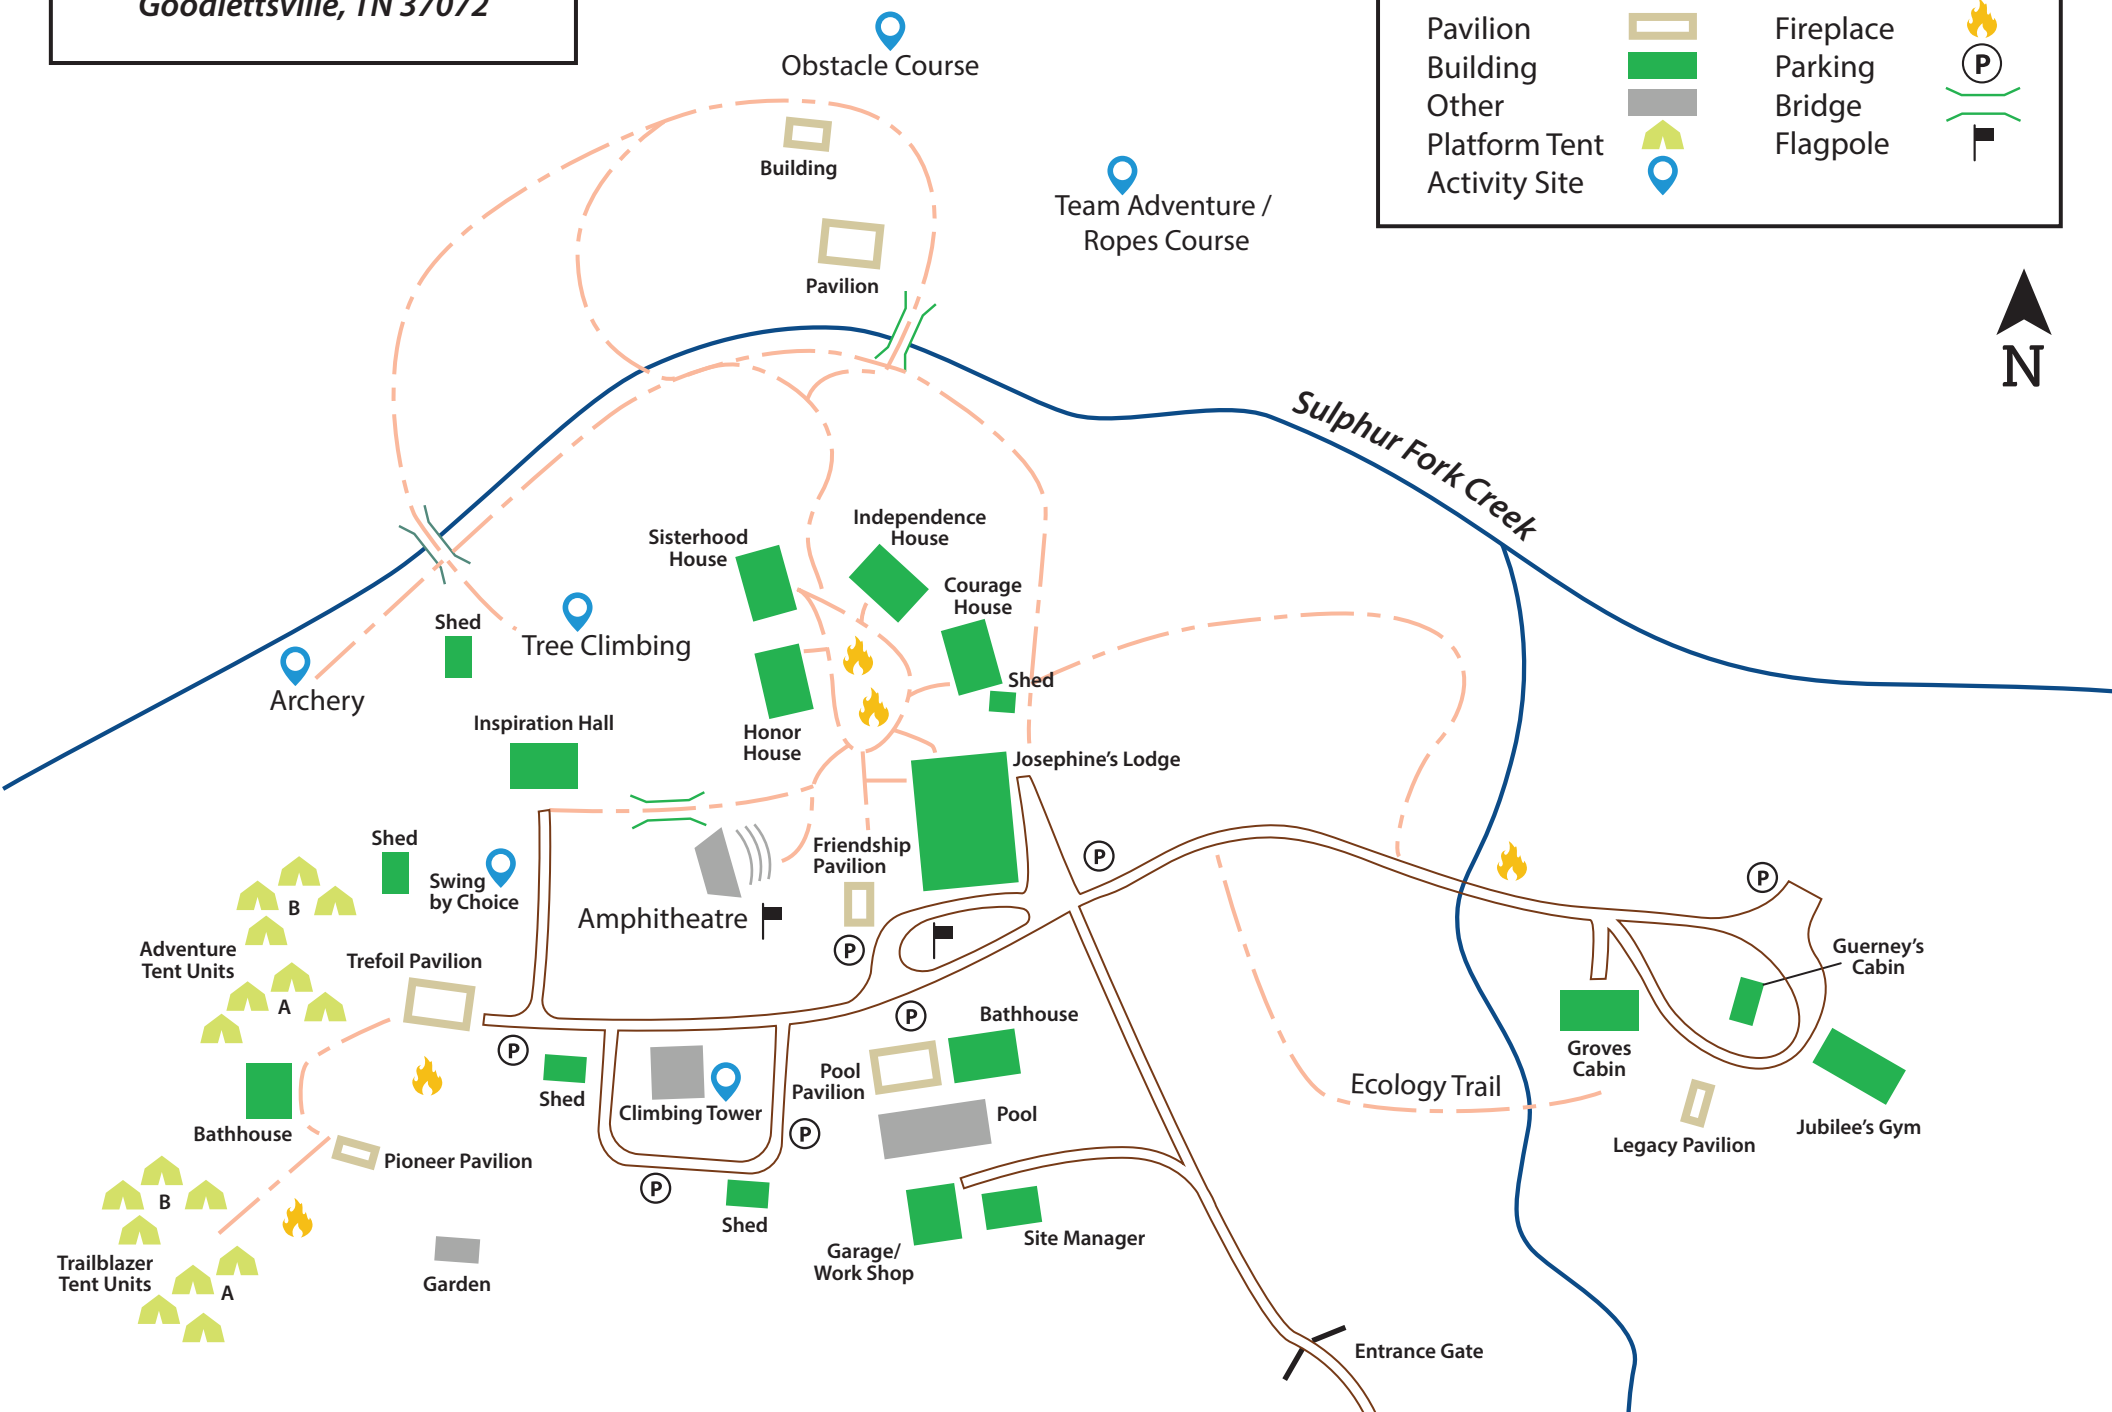 Goodlettsville, TN 37072
Pavilion
Building
Other
Platform Tent
Activity Site
Fireplace
Parking
P
Bridge
Flagpole
N
Obstacle Course
Building
Team Adventure /
Ropes Course
Pavilion
Sulphur Fork Creek
Independence
House
Sisterhood
House
Courage
House
Shed
Tree Climbing
Archery
Shed
Inspiration Hall
Honor
House
Josephine's Lodge
Shed
Swing
by Choice
Friendship
Pavilion
P
Amphitheatre
P
P
B
Adventure
Tent Units
A
Trefoil Pavilion
Guerney's
Cabin
P
P
Bathhouse
Groves
Cabin
Shed
Climbing Tower
Pool
Pavilion
Pool
P
Ecology Trail
Legacy Pavilion
Jubilee's Gym
Bathhouse
Pioneer Pavilion
P
Shed
B
Trailblazer
Tent Units
A
Garden
Garage/
Work Shop
Site Manager
Entrance Gate